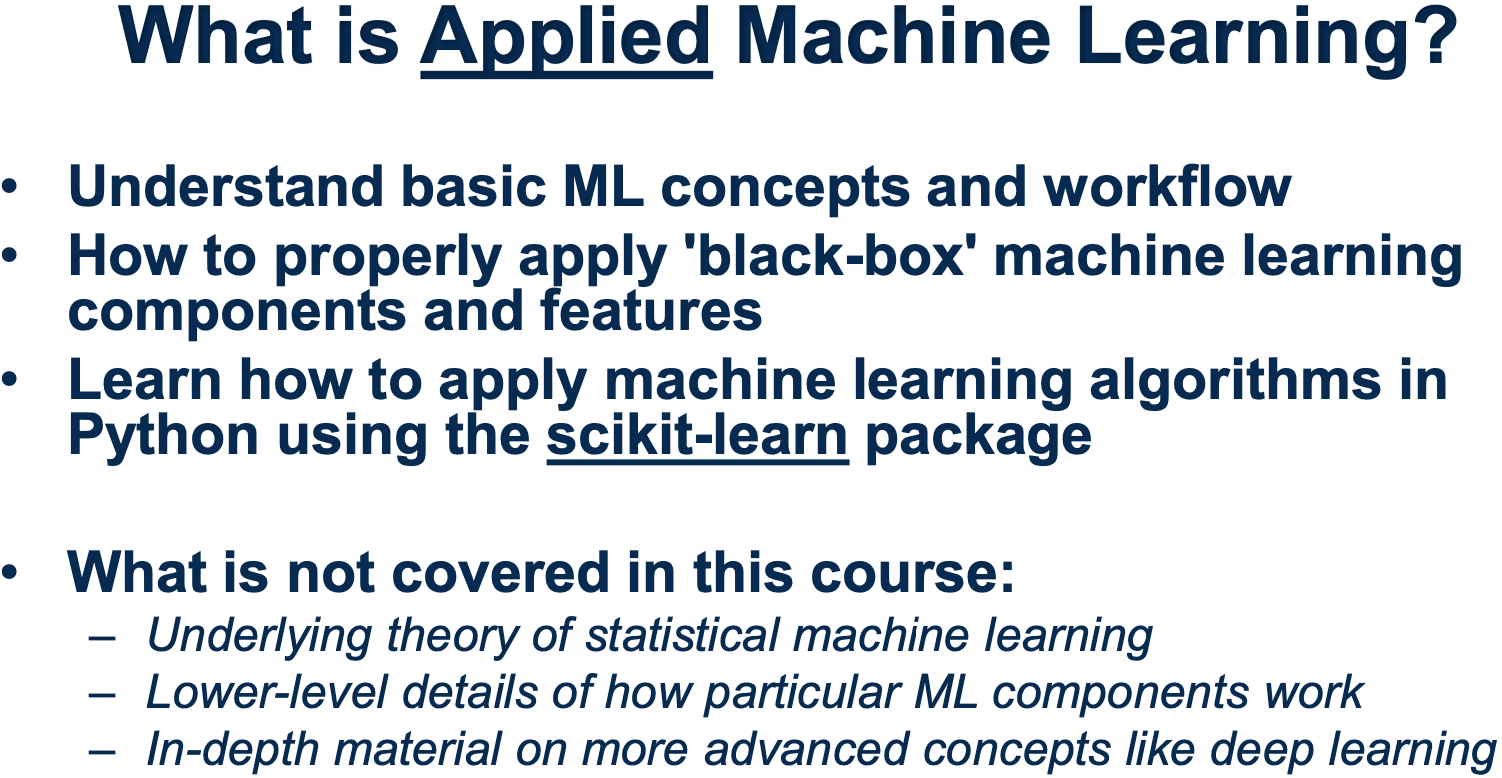 What is Applied Machine Learning?
• Understand basic ML concepts and workflow
• How to properly apply 'black-box' machine learning
components and features
• Learn how to apply machine learning algorithms in
Python using the scikit-learn package
• What is not covered in this course:
– Underlying theory of statistical machine learning
– Lower-level details of how particular ML components work
– In-depth material on more advanced concepts like deep learning